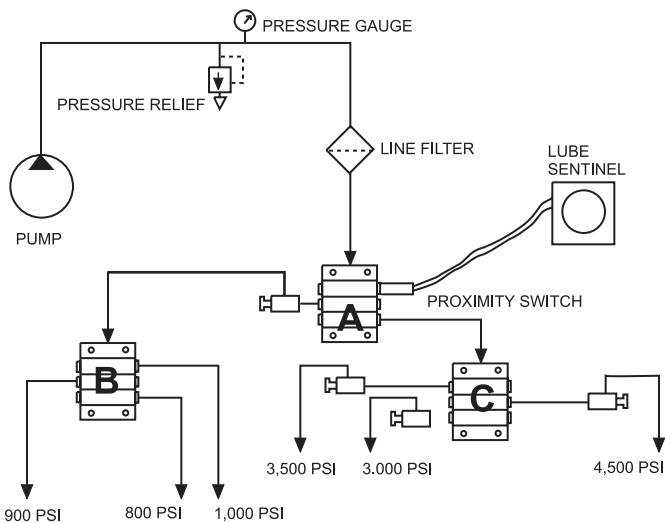 PRESSURE GAUGE
PRESSURE RELIEF
LINE FILTER
LUBE
SENTINEL
PUMP
A
PROXIMITY SWITCH
B
C
3,500 PSI
3.000 PSI
4,500 PSI
900 PSI
800 PSI
1,000 PSI